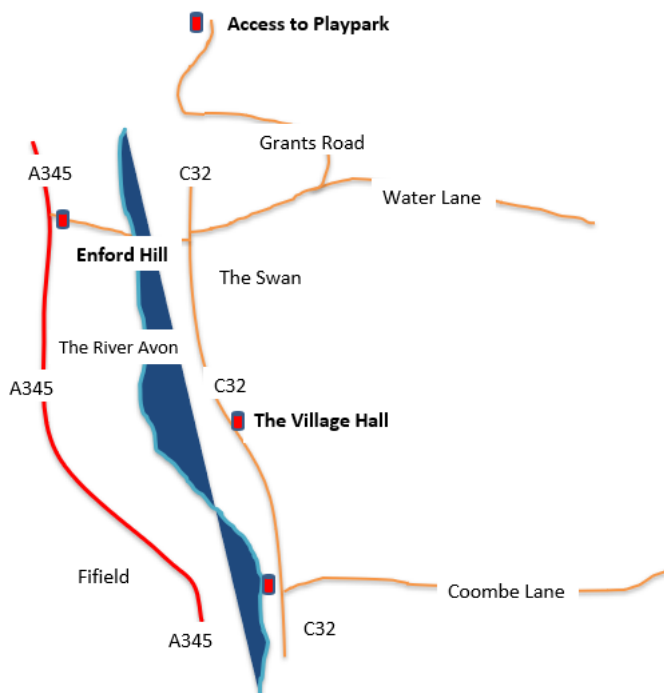 Access to Playpark
Grants Road
A345
C32
Water Lane
Enford Hill
The Swan
The River Avon
A345
C32
The Village Hall
Fifield
Coombe Lane
C32
A345